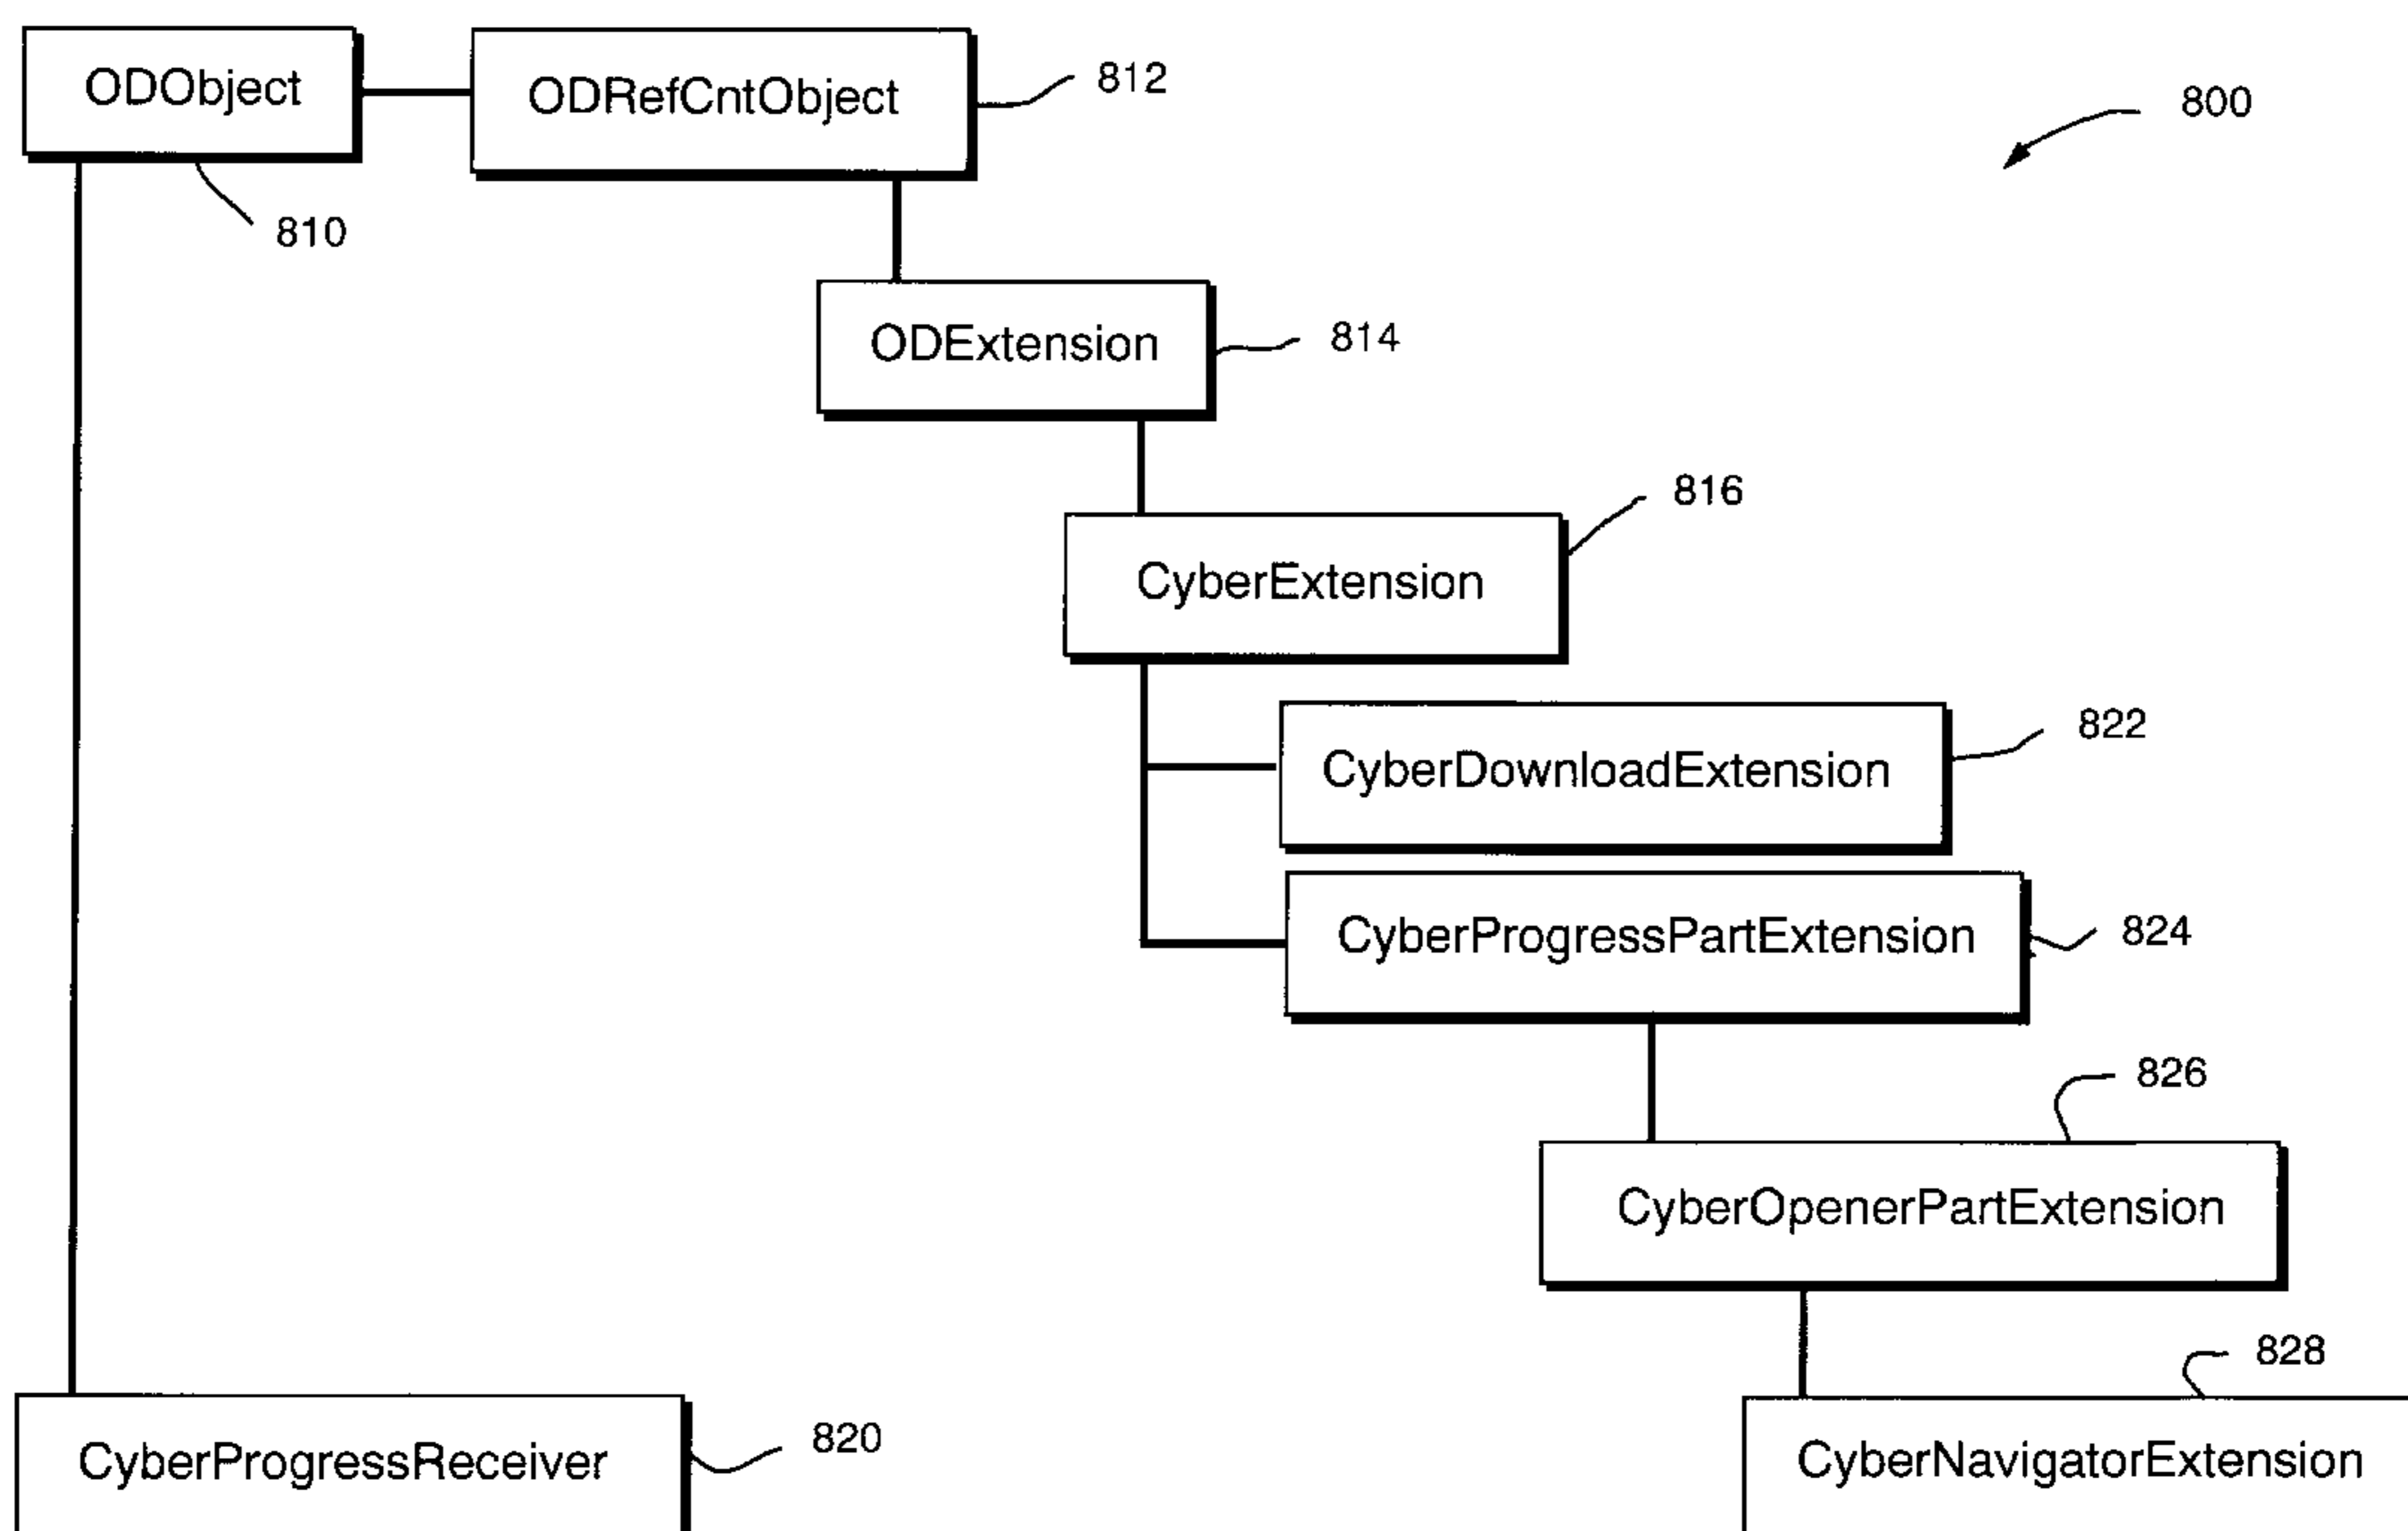 ODObject
ODRefCntObject
812
800
810
ODExtension
814
816
CyberExtension
822
CyberDownloadExtension
CyberProgressPartExtension
824
826
CyberOpenerPartExtension
828
CyberProgressReceiver
820
CyberNavigatorExtension